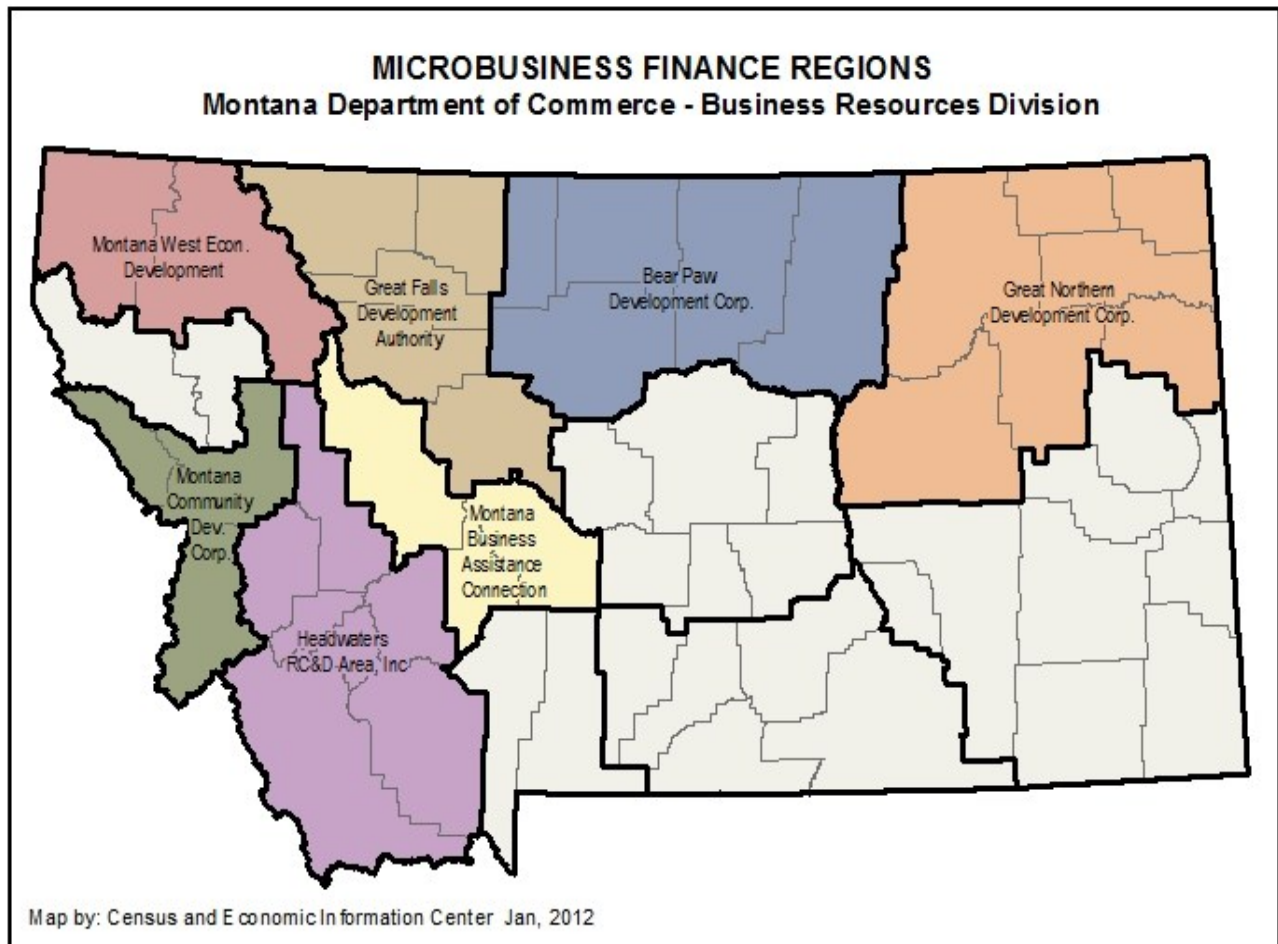 MICROBUSINESS FINANCE REGIONS
Montana Department of Commerce - Business Resources Division
Montana West Econ.
Development
Great Falls
Development
Authority
Bear Paw
Development Corp.
Great Northern
Development Corp.
Montana
Community
Dev.
Corp.
Montana
Business
Assistance
Connection
Headwaters
RC&D Area, Inc
Map by: Census and Economic Information Center Jan, 2012